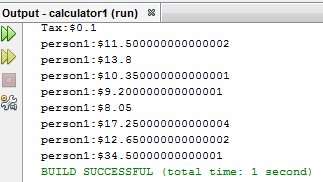 Output - calculator1 (run)
Tax:$0.1
person1:$11.500000000000002
person1:$13.8
person1:$10.350000000000001
person1:$9.200000000000001
person1:$8.05
person1:$17.250000000000004
person1:$12.650000000000002
person1:$34.50000000000001
BUILD SUCCESSFUL (total time: 1 second)